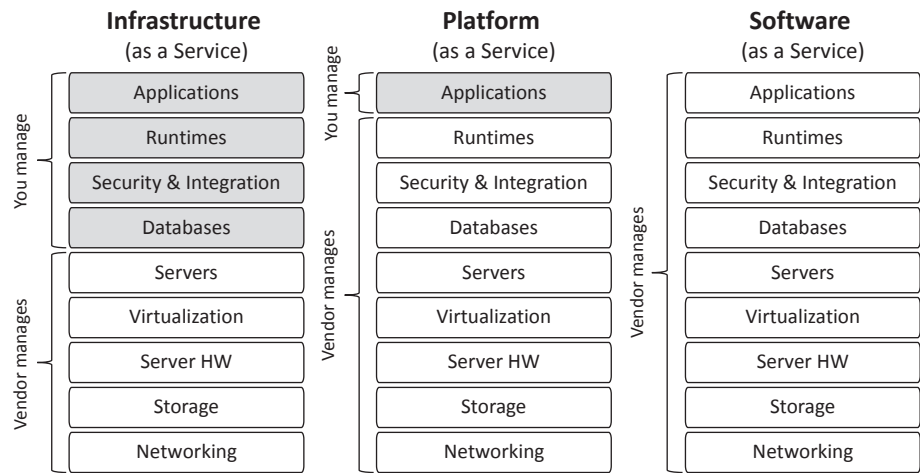 Infrastructure
(as a Service)
You manage
Applications
Runtimes
Security & Integration
Databases
Vendor manages
Servers
Virtualization
Server HW
Storage
Networking
Platform
(as a Service)
You manage
Applications
Vendor manages
Runtimes
Security & Integration
Databases
Servers
Virtualization
Server HW
Storage
Networking
Software
(as a Service)
Vendor manages
Applications
Runtimes
Security & Integration
Databases
Servers
Virtualization
Server HW
Storage
Networking